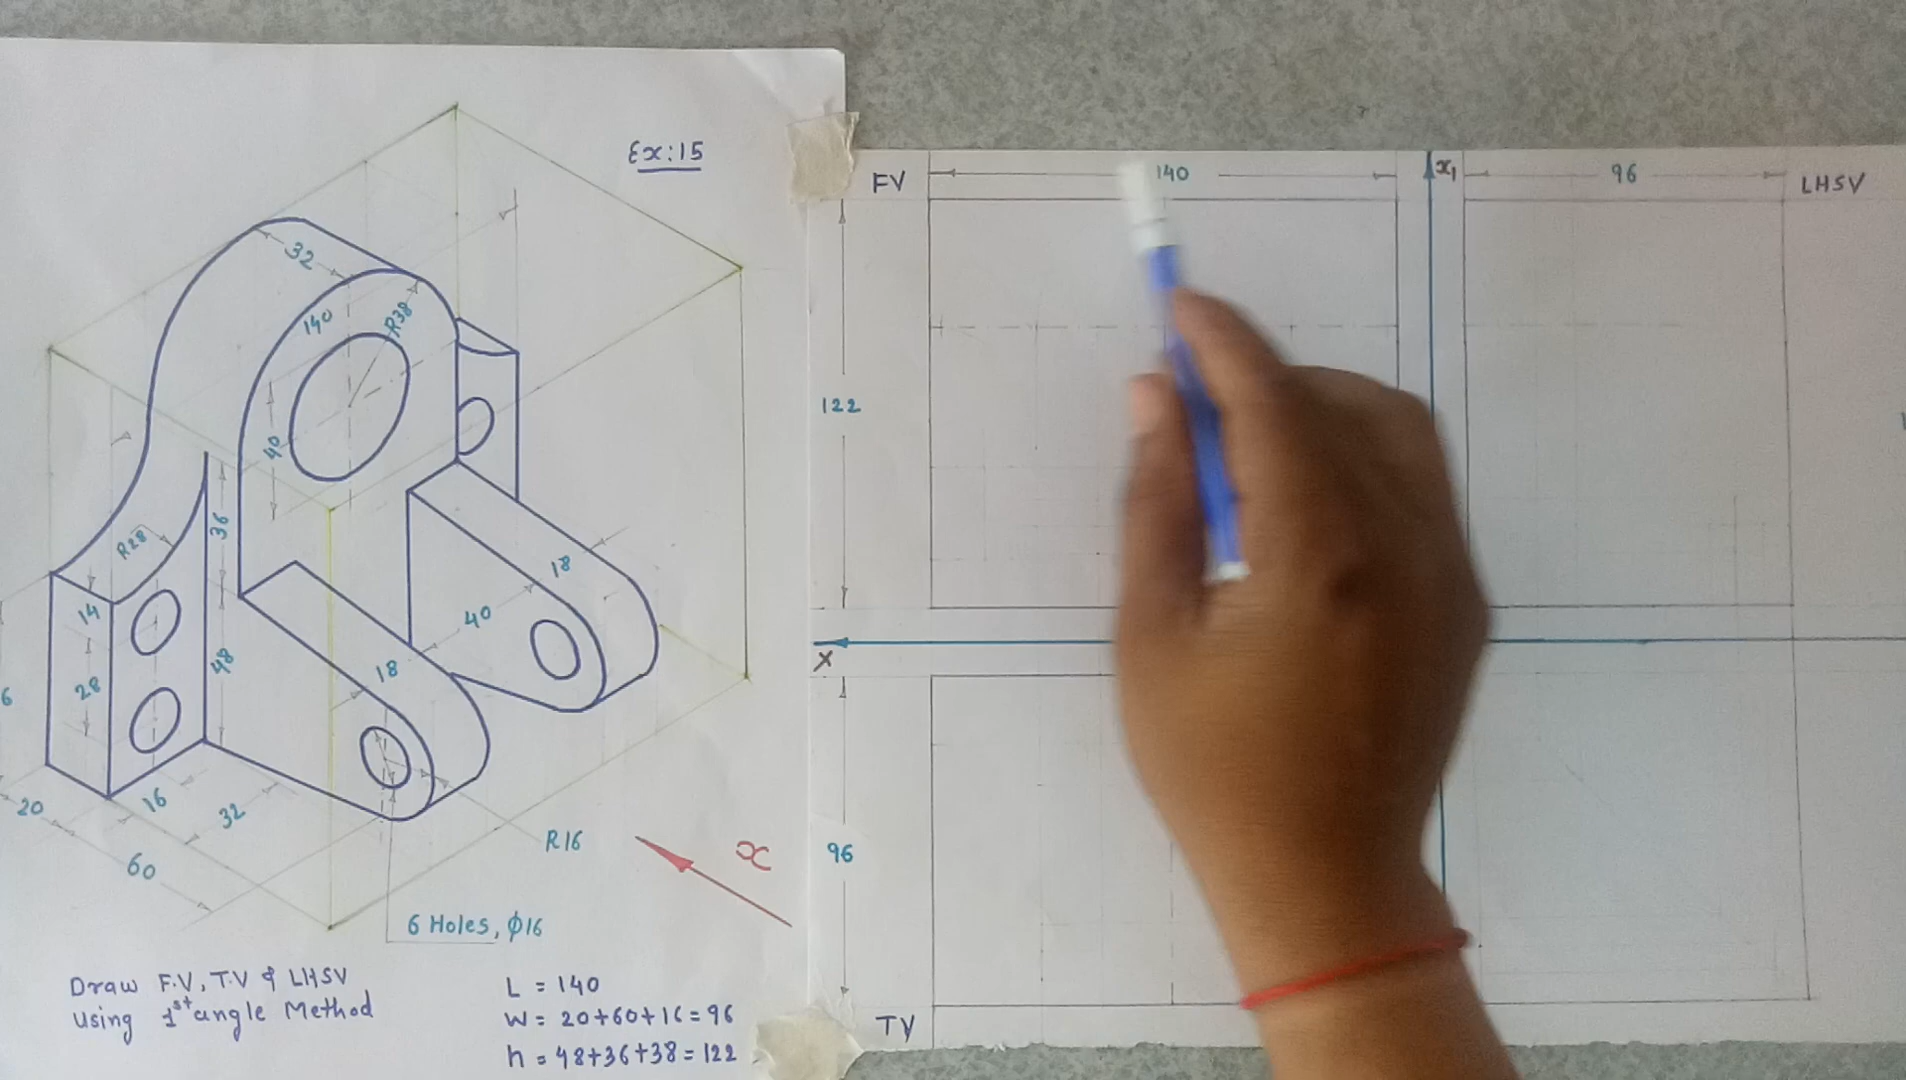 Ex:15
32
140
R38
40
36
R28
14
28
48
6
18
40
18
20
16
32
60
R16
x
6 Holes, φ16
Draw F.V, T.V & LHSV
Using 1st angle Method
L = 140
W = 20+60+16=96
h = 48+36+38=122
FV
140
x1
96
LHSV
122
X
96
TV